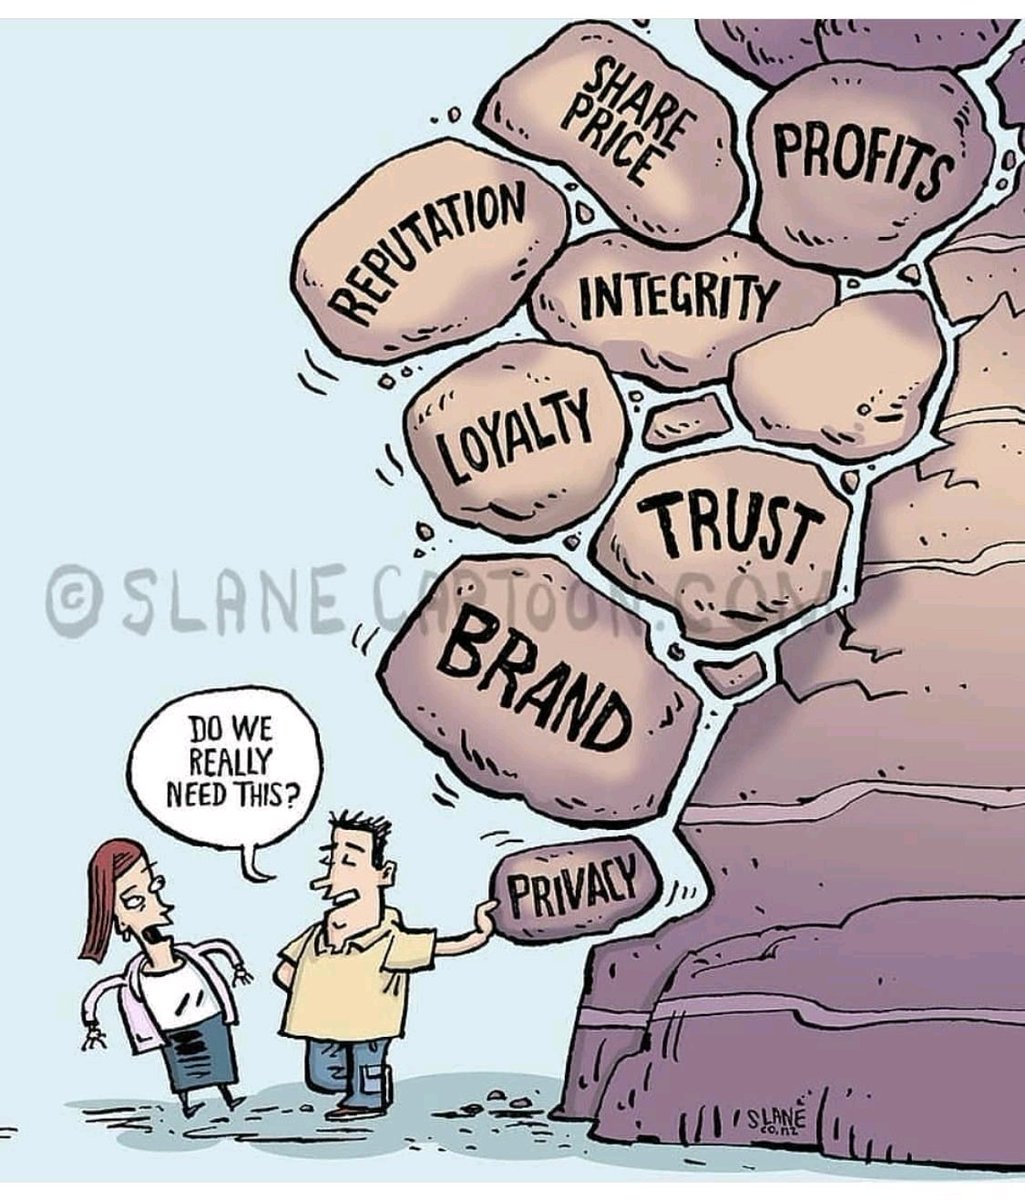 SHARE
PRICE
PROFITS
REPUTATION
INTEGRITY
LOYALTY
TRUST
© SLANE CARTOON.COM
BRAND
DO WE
REALLY
NEED THIS?
PRIVACY
SLANE
CO.NZ